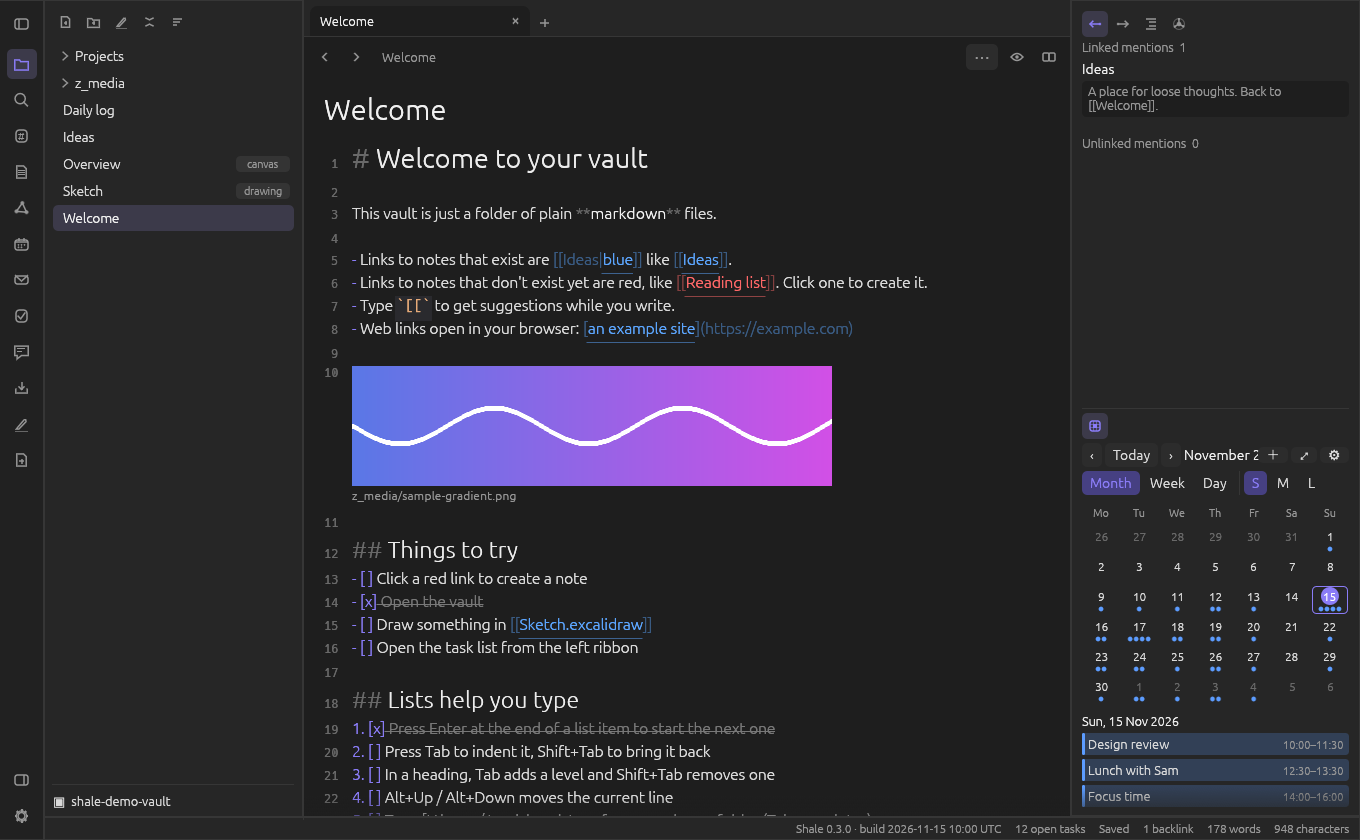 Projects
z_media
Daily log
Ideas
Overview canvas
Sketch drawing
Welcome
shale-demo-vault
Welcome × +
Welcome
Welcome
1 # Welcome to your vault
2
3 This vault is just a folder of plain **markdown** files.
4
5 - Links to notes that exist are [[Ideas|blue]] like [[Ideas]].
6 - Links to notes that don't exist yet are red, like [[Reading list]]. Click one to create it.
7 - Type `[[` to get suggestions while you write.
8 - Web links open in your browser: [an example site](https://example.com)
9
10
z_media/sample-gradient.png
11
12 ## Things to try
13 - [ ] Click a red link to create a note
14 - [x] Open the vault
15 - [ ] Draw something in [[Sketch.excalidraw]]
16 - [ ] Open the task list from the left ribbon
17
18 ## Lists help you type
19 1. [x] Press Enter at the end of a list item to start the next one
20 2. [ ] Press Tab to indent it, Shift+Tab to bring it back
21 3. [ ] In a heading, Tab adds a level and Shift+Tab removes one
22 4. [ ] Alt+Up / Alt+Down moves the current line
Linked mentions 1
Ideas
A place for loose thoughts. Back to
[[Welcome]].
Unlinked mentions 0
‹ Today › November 2 +
Month Week Day S M L
Mo Tu We Th Fr Sa Su
26 27 28 29 30 31 1
2 3 4 5 6 7 8
9 10 11 12 13 14 15
16 17 18 19 20 21 22
23 24 25 26 27 28 29
30 1 2 3 4 5 6
Sun, 15 Nov 2026
Design review 10:00–11:30
Lunch with Sam 12:30–13:30
Focus time 14:00–16:00
Shale 0.3.0 · build 2026-11-15 10:00 UTC 12 open tasks Saved 1 backlink 178 words 948 characters